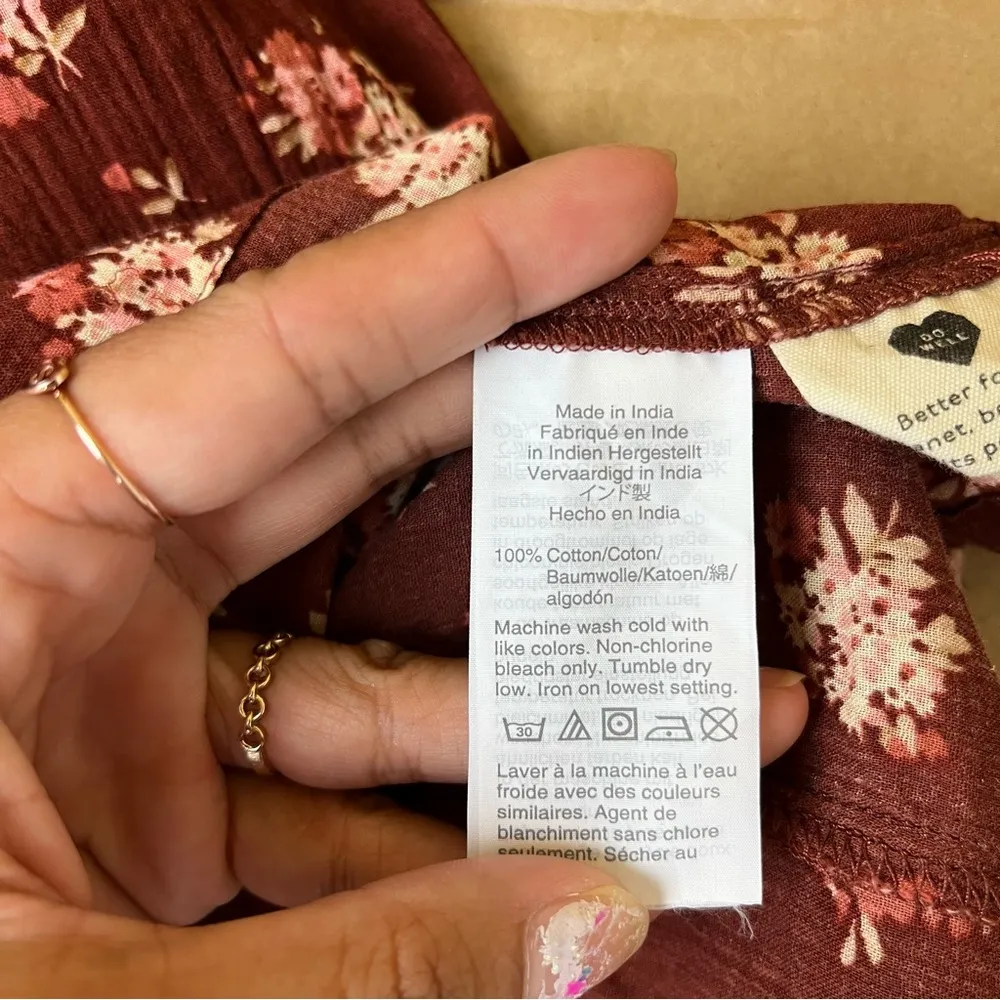 Made in India
Fabriqué en Inde
in Indien Hergestellt
Vervaardigd in India
インド製
Hecho en India
100% Cotton/Coton/
Baumwolle/Katoen/綿/
algodón
Machine wash cold with
like colors. Non-chlorine
bleach only. Tumble dry
low. Iron on lowest setting.
30
Laver à la machine à l'eau
froide avec des couleurs
similaires. Agent de
blanchiment sans chlore
seulement. Sécher au
DO
WELL
Better